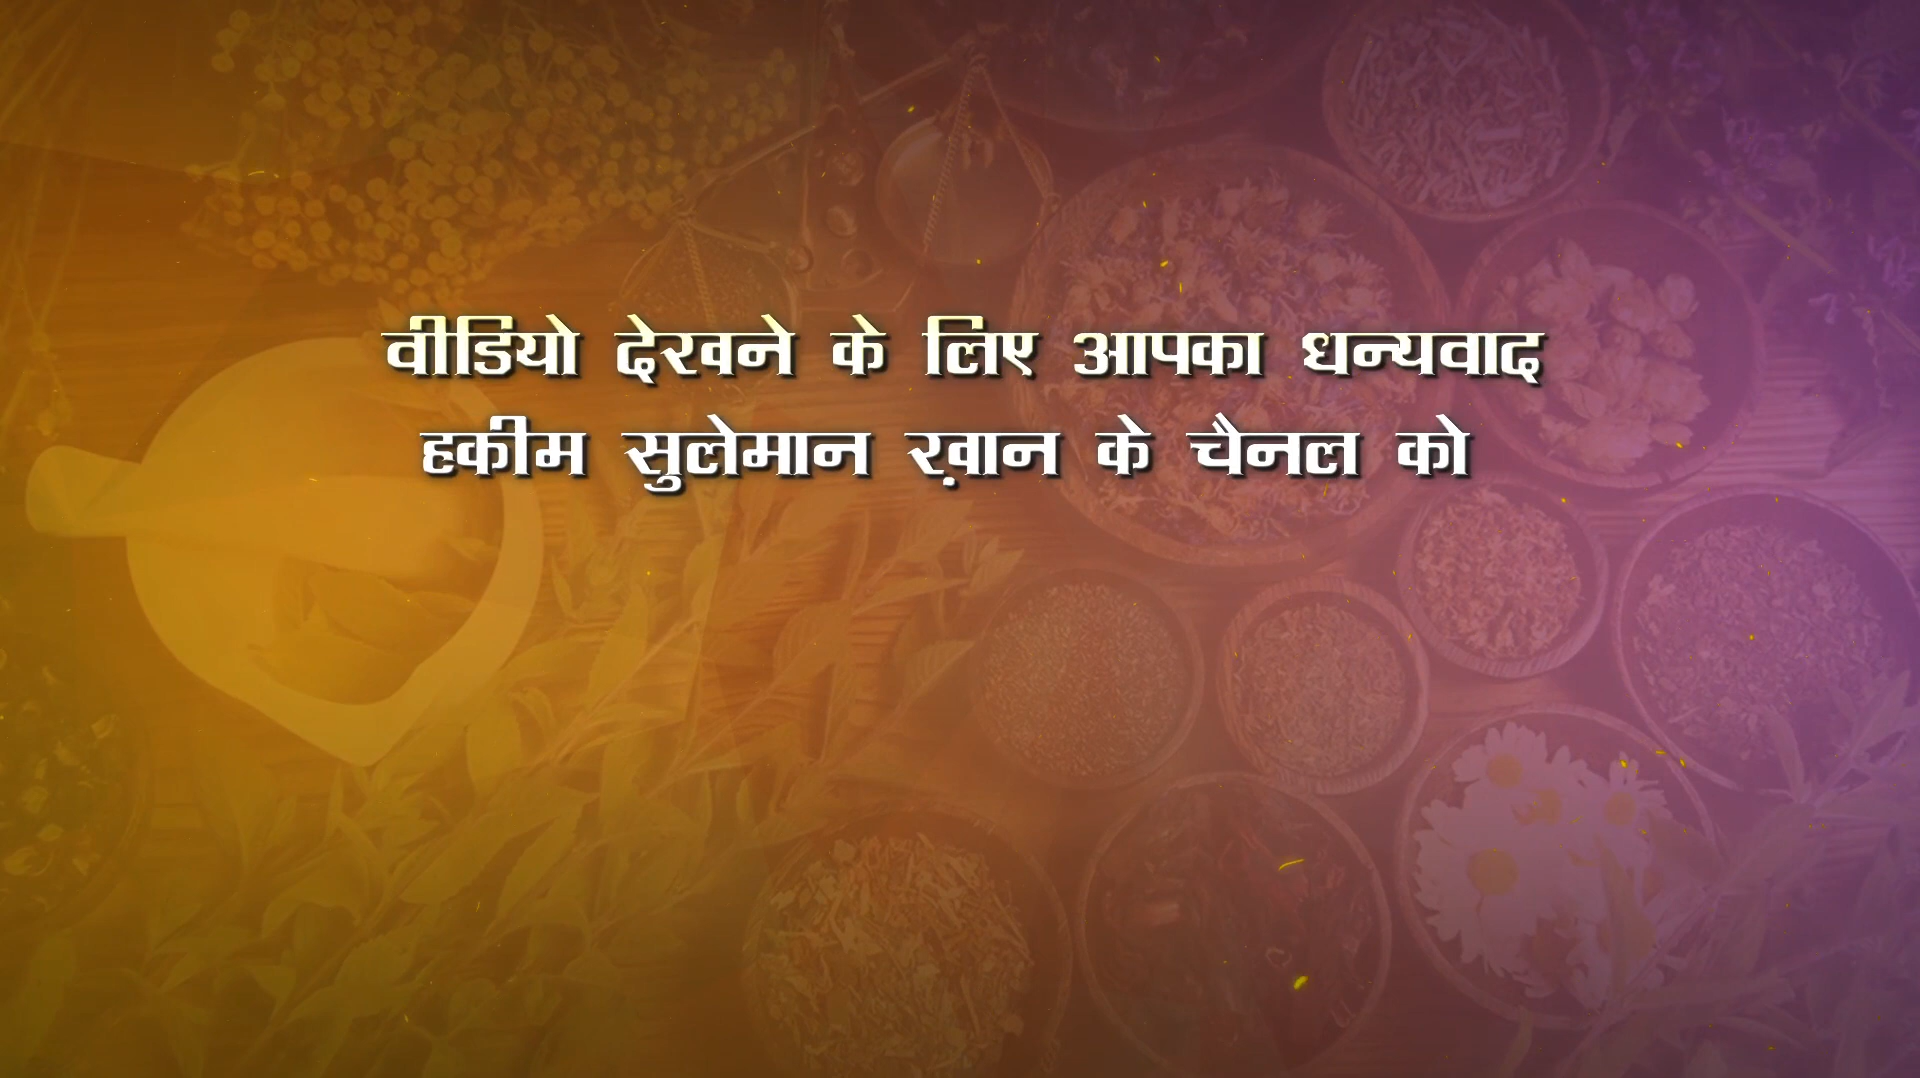 वीडियो देखने के लिए आपका धन्यवाद
हकीम सुलेमान ख़ान के चैनल को